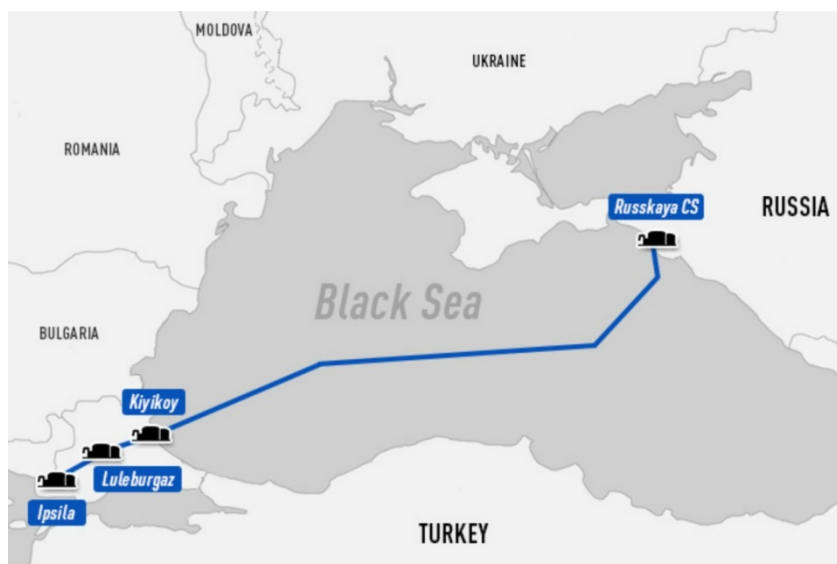 MOLDOVA
UKRAINE
ROMANIA
Russkaya CS
RUSSIA
Black Sea
BULGARIA
Kiyikoy
Luleburgaz
Ipsila
TURKEY